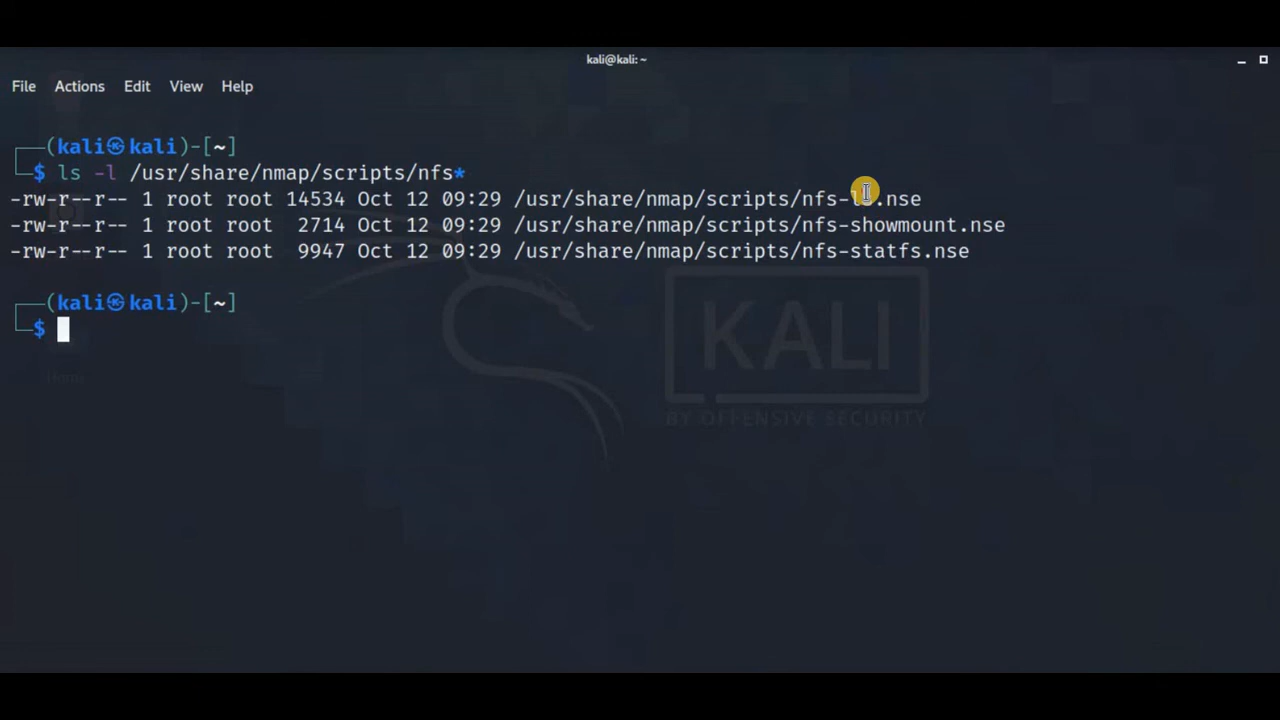 kali@kali: ~
File Actions Edit View Help
┌──(kali㉿kali)-[~]
└─$ ls -l /usr/share/nmap/scripts/nfs*
-rw-r--r-- 1 root root 14534 Oct 12 09:29 /usr/share/nmap/scripts/nfs-ls.nse
-rw-r--r-- 1 root root  2714 Oct 12 09:29 /usr/share/nmap/scripts/nfs-showmount.nse
-rw-r--r-- 1 root root  9947 Oct 12 09:29 /usr/share/nmap/scripts/nfs-statfs.nse
┌──(kali㉿kali)-[~]
└─$
KALI
BY OFFENSIVE SECURITY
Home